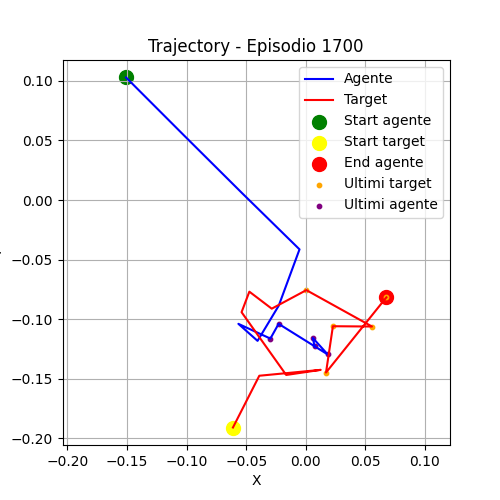 Trajectory - Episodio 1700
Agente
Target
Start agente
Start target
End agente
Ultimi target
Ultimi agente
0.10
0.05
0.00
−0.05
−0.10
−0.15
−0.20
−0.20 −0.15 −0.10 −0.05 0.00 0.05 0.10
X